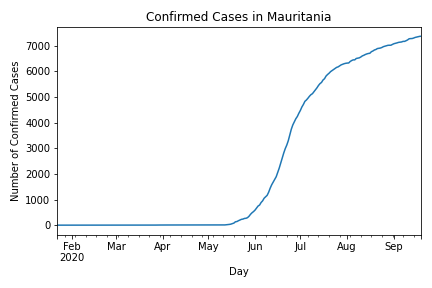 Confirmed Cases in Mauritania
Number of Confirmed Cases
7000
6000
5000
4000
3000
2000
1000
0
Feb Mar Apr May Jun Jul Aug Sep
2020
Day